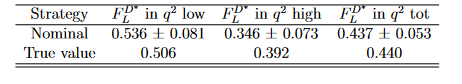 Strategy F_L^{D*} in q² low F_L^{D*} in q² high F_L^{D*} in q² tot
Nominal 0.536 ± 0.081 0.346 ± 0.073 0.437 ± 0.053
True value 0.506 0.392 0.440